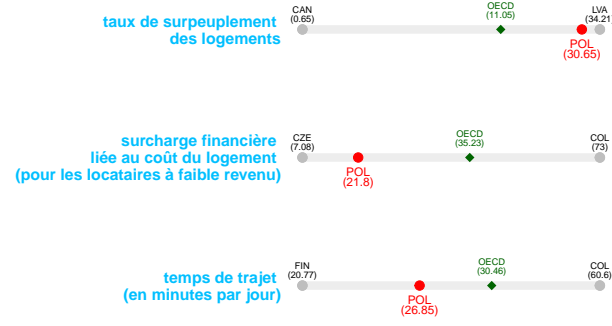 taux de surpeuplement
des logements
CAN
(0.65)
OECD
(11.05)
LVA
(34.21)
POL
(30.65)
surcharge financière
liée au coût du logement
(pour les locataires à faible revenu)
CZE
(7.08)
OECD
(35.23)
COL
(73)
POL
(21.8)
temps de trajet
(en minutes par jour)
FIN
(20.77)
OECD
(30.46)
COL
(60.6)
POL
(26.85)